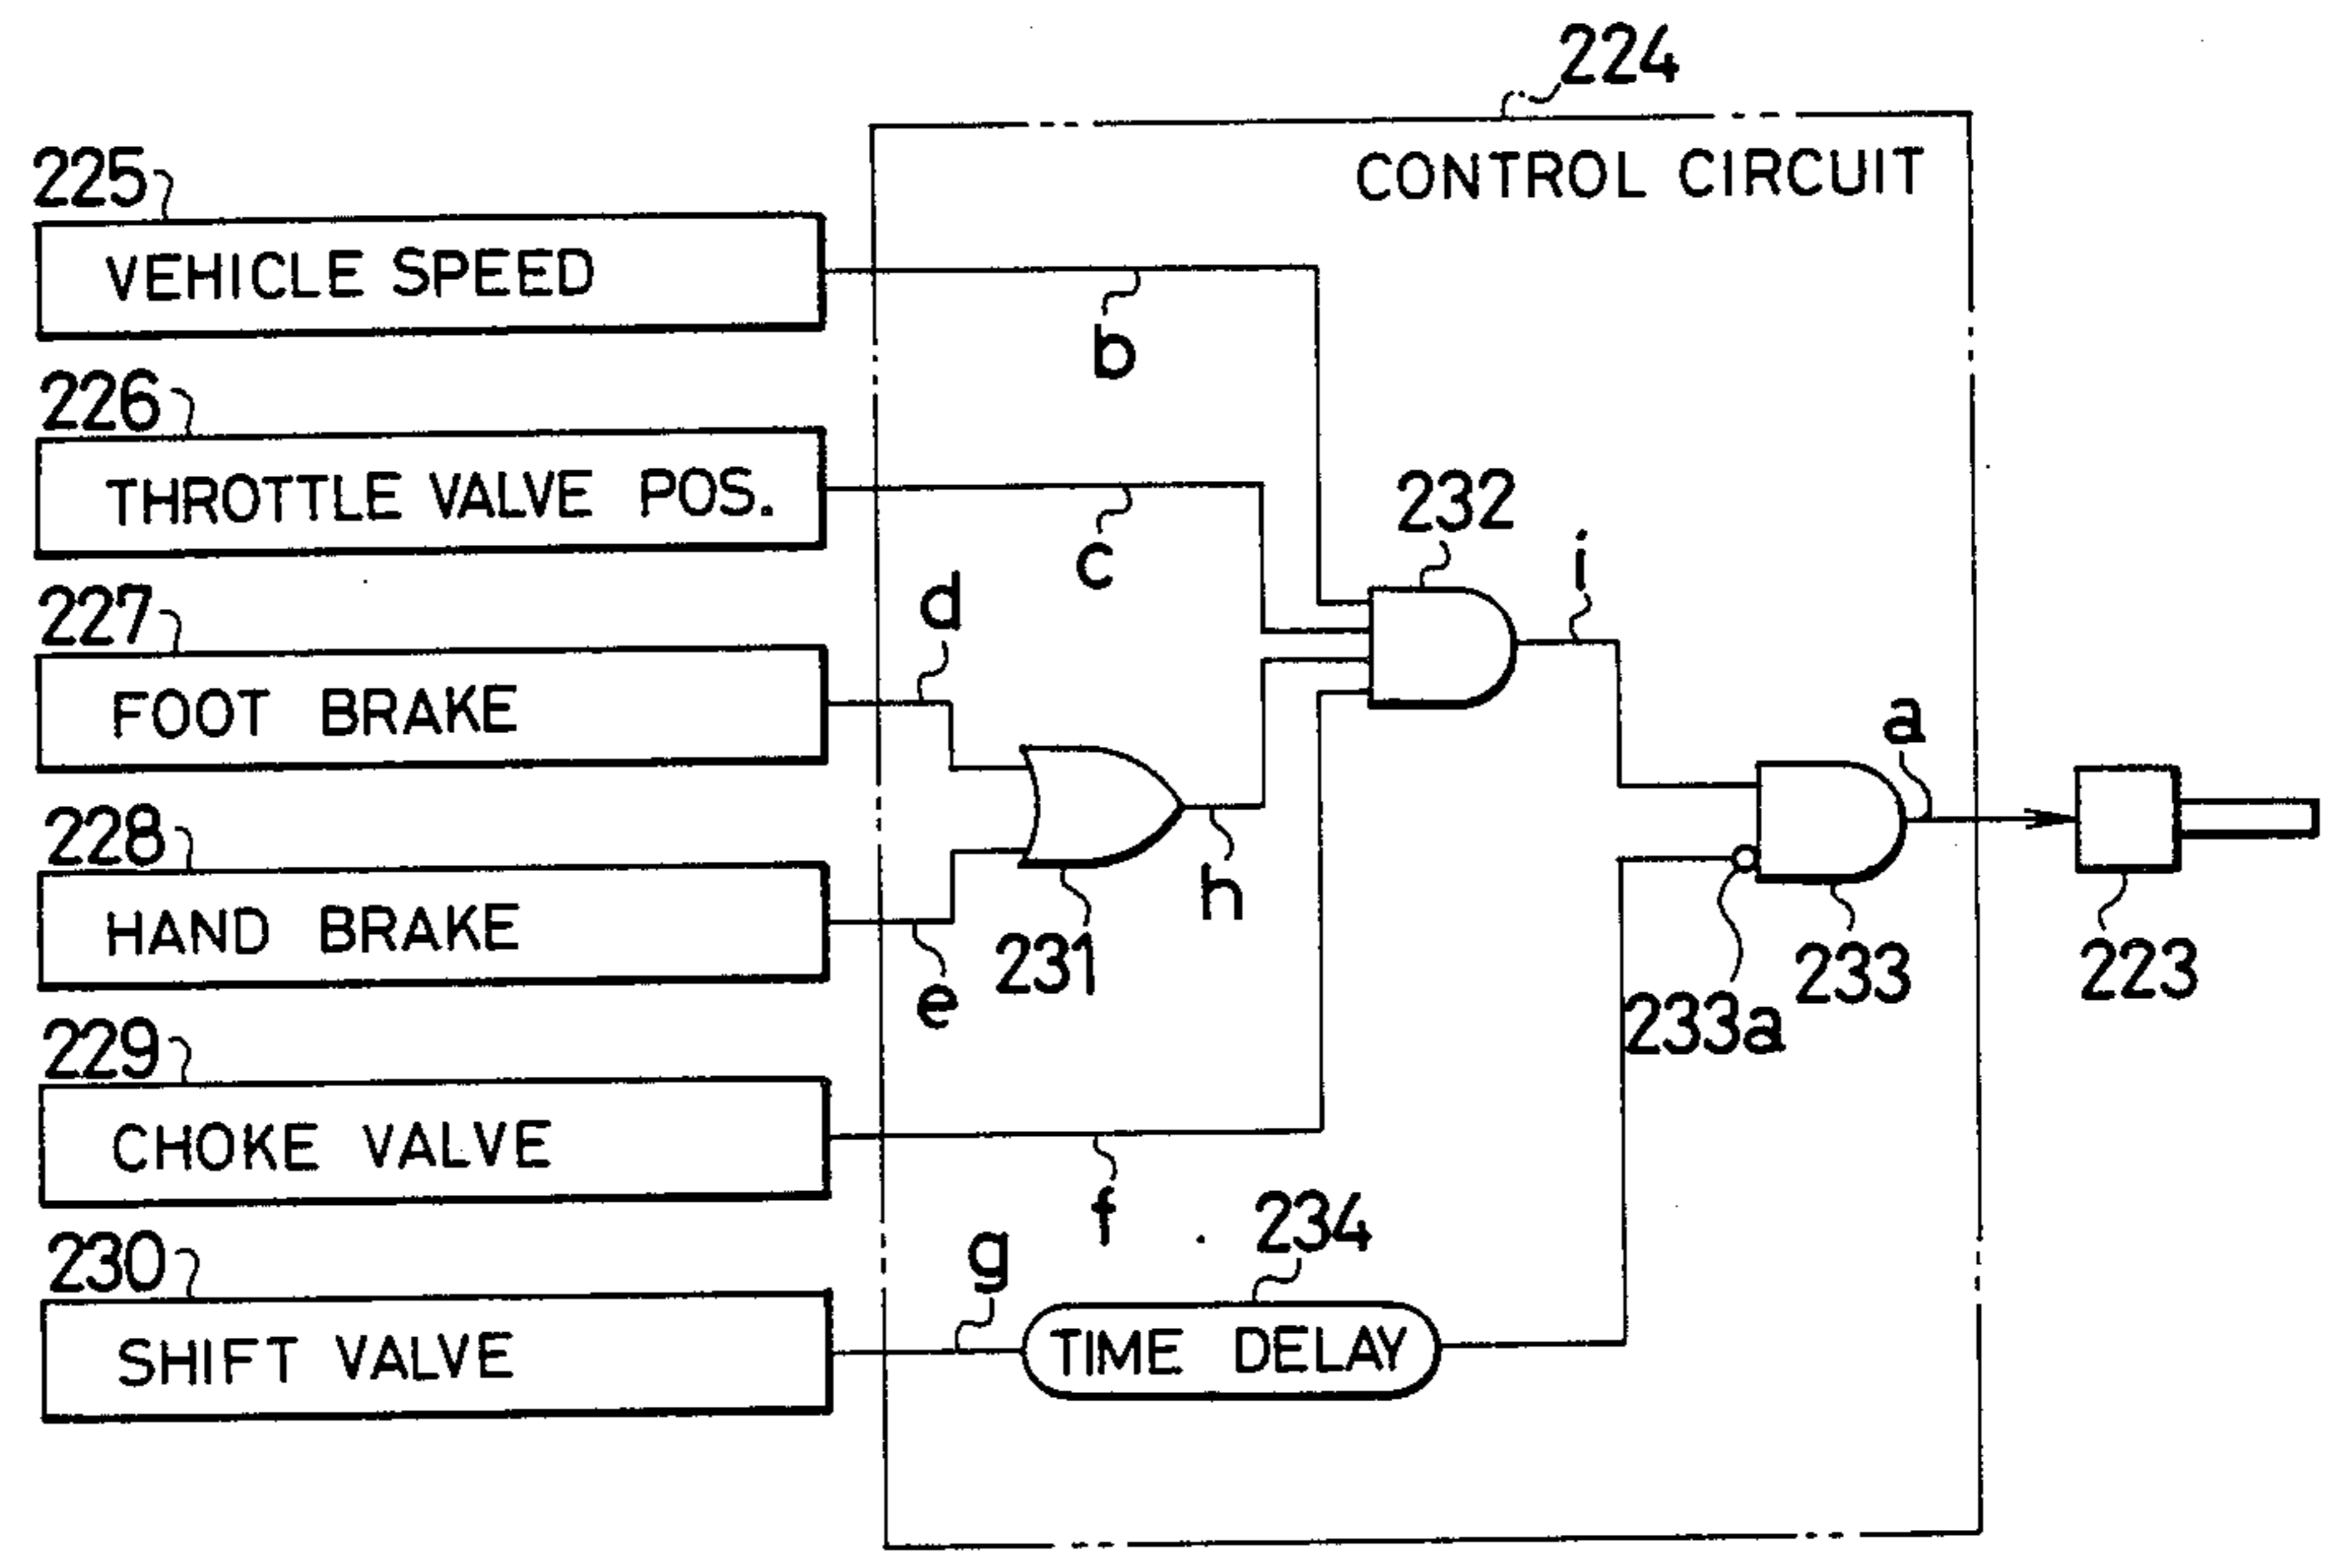 224
CONTROL CIRCUIT
225
VEHICLE SPEED
b
226
THROTTLE VALVE POS.
c
232
i
227
d
FOOT BRAKE
a
228
HAND BRAKE
h
231
e
233
233a
223
229
CHOKE VALVE
f
234
230
g
SHIFT VALVE
TIME DELAY